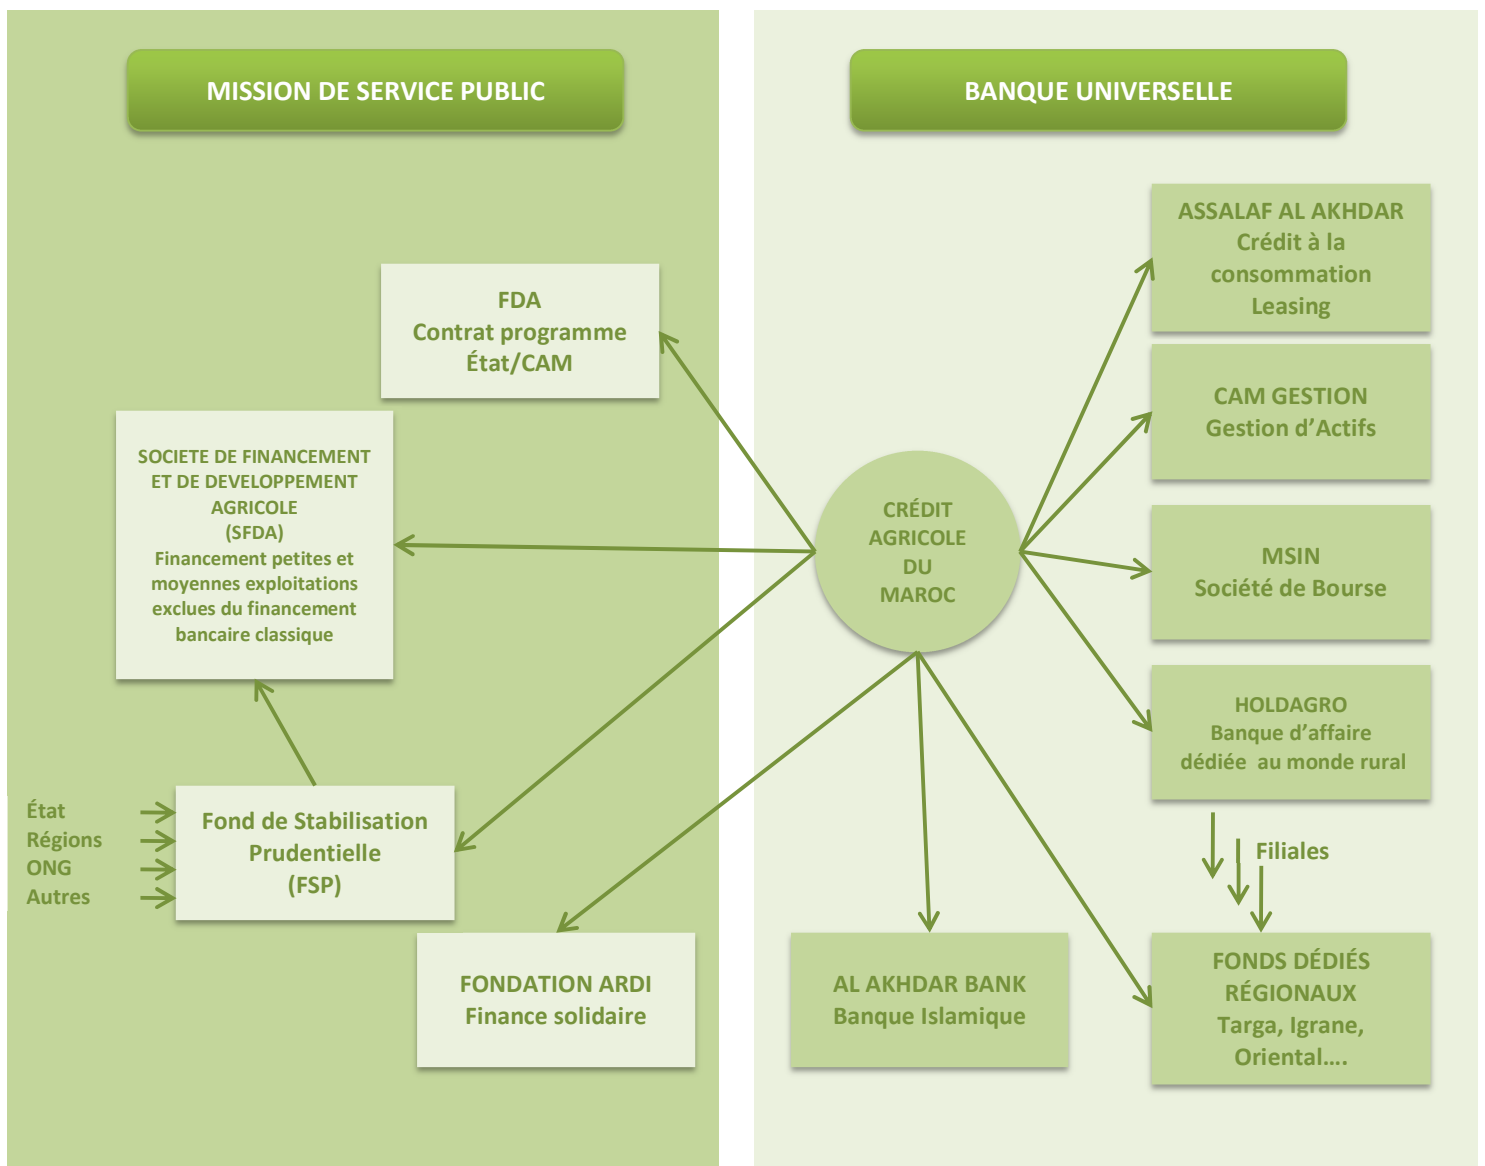 MISSION DE SERVICE PUBLIC
BANQUE UNIVERSELLE
FDA
Contrat programme
État/CAM
SOCIETE DE FINANCEMENT
ET DE DEVELOPPEMENT
AGRICOLE
(SFDA)
Financement petites et
moyennes exploitations
exclues du financement
bancaire classique
État
Régions
ONG
Autres
Fond de Stabilisation
Prudentielle
(FSP)
FONDATION ARDI
Finance solidaire
CRÉDIT
AGRICOLE
DU
MAROC
ASSALAF AL AKHDAR
Crédit à la
consommation
Leasing
CAM GESTION
Gestion d’Actifs
MSIN
Société de Bourse
HOLDAGRO
Banque d’affaire
dédiée  au monde rural
Filiales
AL AKHDAR BANK
Banque Islamique
FONDS DÉDIÉS
RÉGIONAUX
Targa, Igrane,
Oriental….